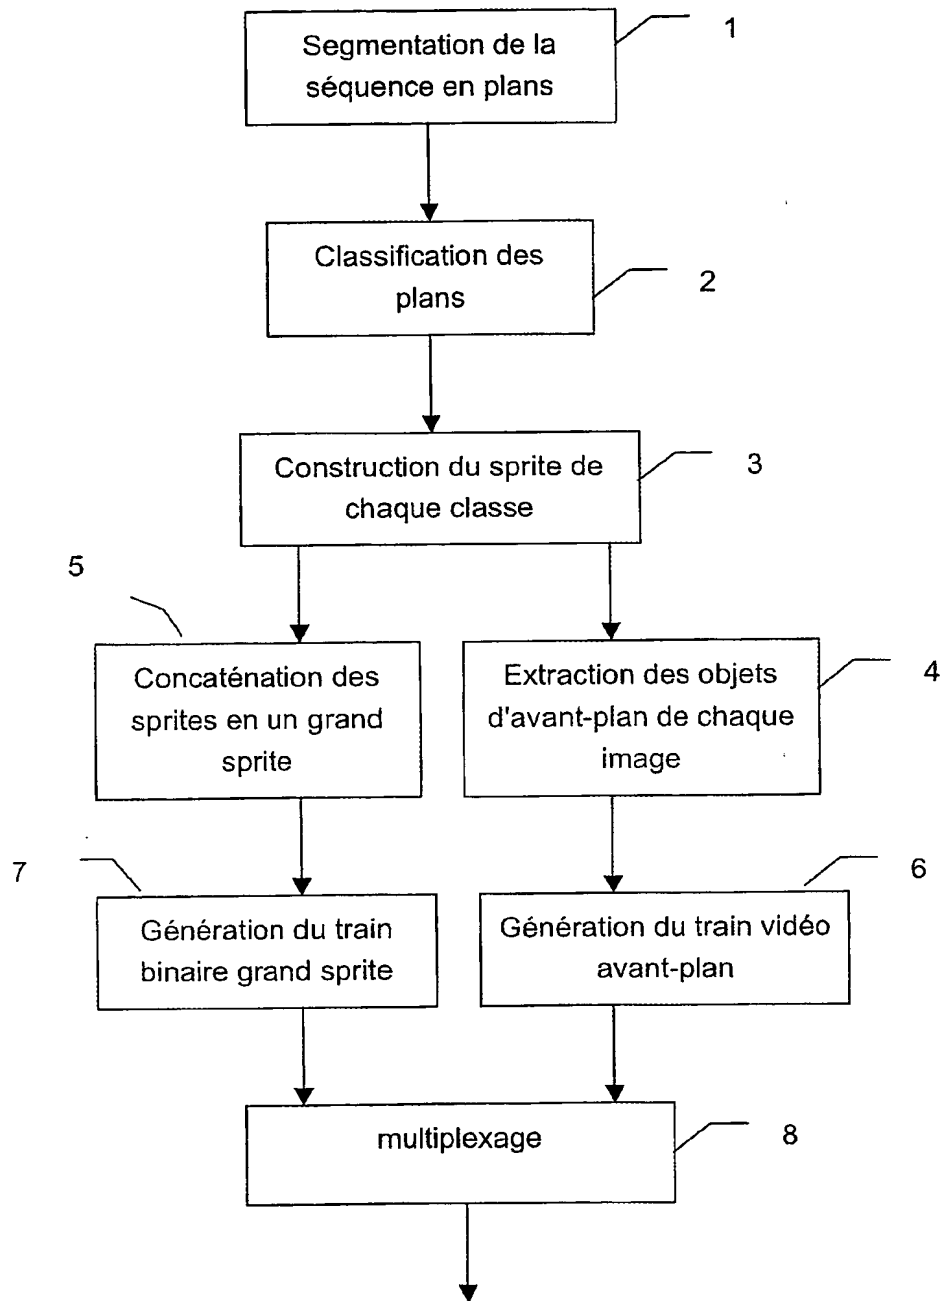 Segmentation de la
séquence en plans
1
Classification des
plans
2
Construction du sprite de
chaque classe
3
5
Concaténation des
sprites en un grand
sprite
Extraction des objets
d'avant-plan de chaque
image
4
7
Génération du train
binaire grand sprite
Génération du train vidéo
avant-plan
6
multiplexage
8